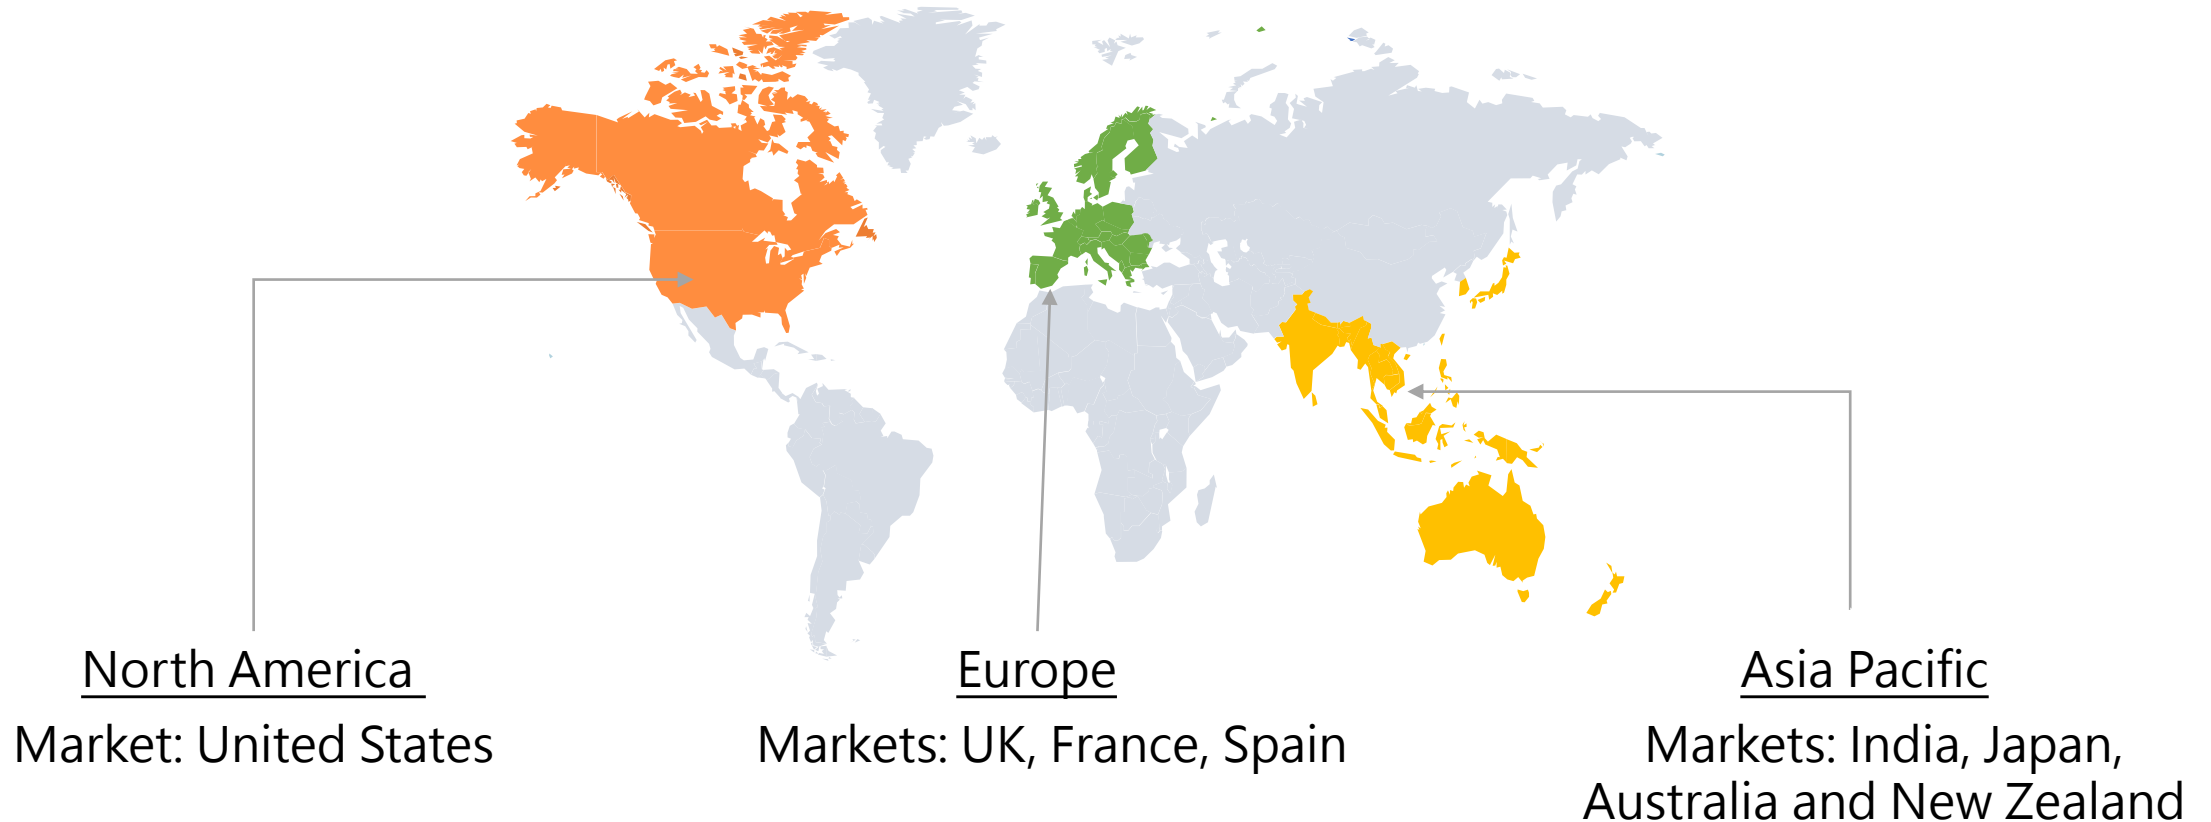 North America
Market: United States
Europe
Markets: UK, France, Spain
Asia Pacific
Markets: India, Japan,
Australia and New Zealand